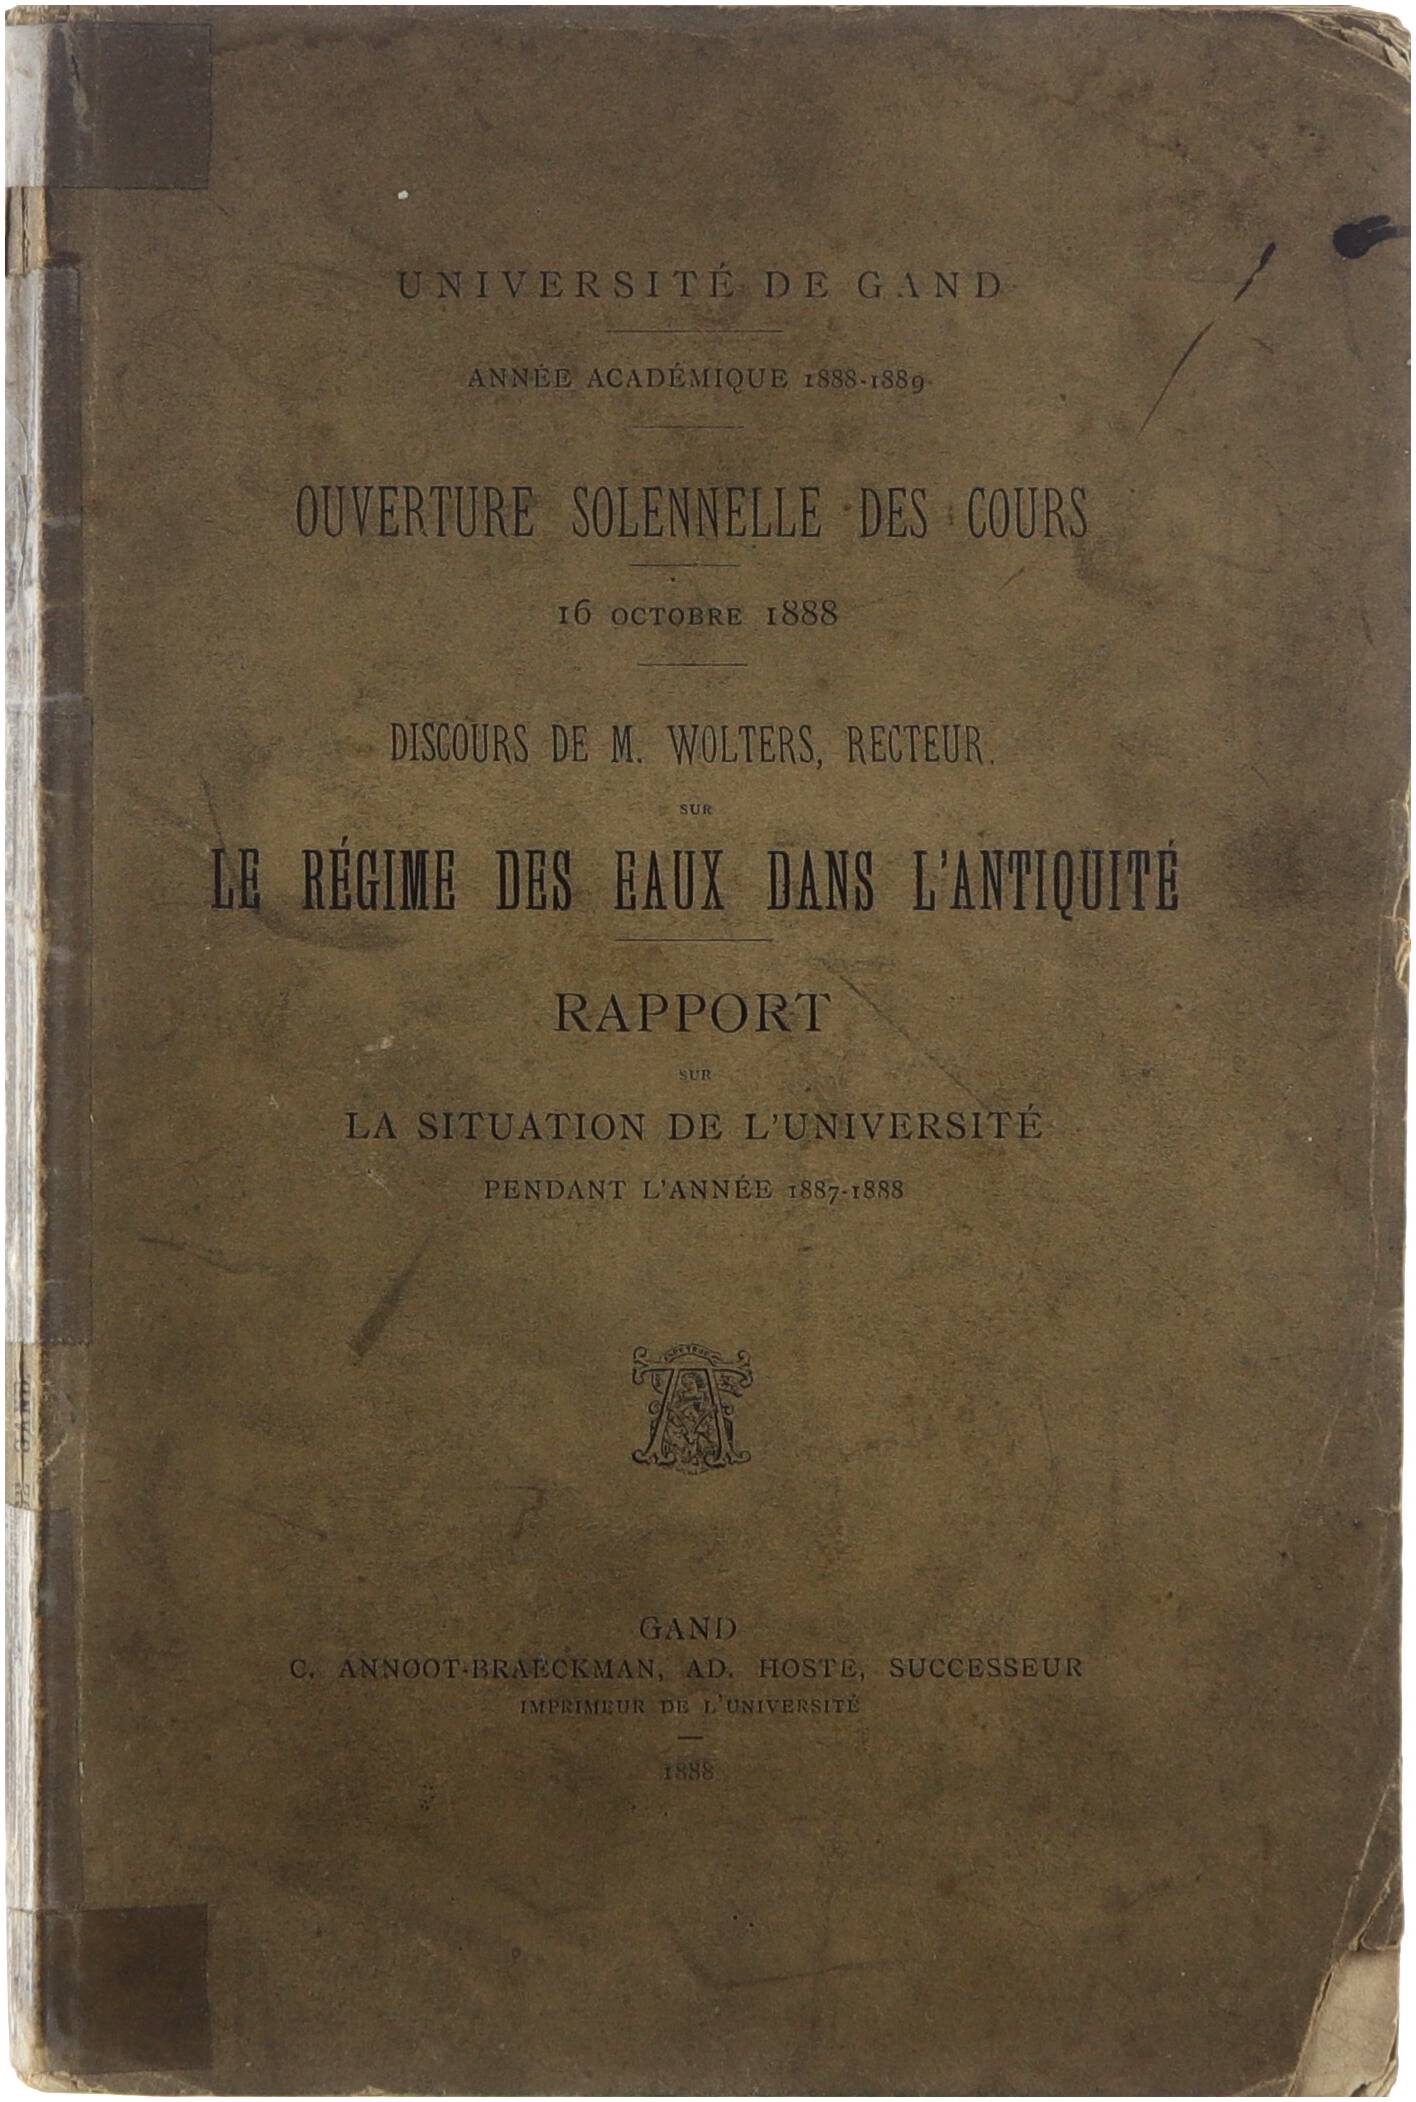 UNIVERSITÉ DE GAND
ANNÉE ACADÉMIQUE 1888-1889
OUVERTURE SOLENNELLE DES COURS
16 OCTOBRE 1888
DISCOURS DE M. WOLTERS, RECTEUR.
SUR
LE RÉGIME DES EAUX DANS L'ANTIQUITÉ
RAPPORT
SUR
LA SITUATION DE L'UNIVERSITÉ
PENDANT L'ANNÉE 1887-1888
GAND
C. ANNOOT-BRAECKMAN, AD. HOSTE, SUCCESSEUR
IMPRIMEUR DE L'UNIVERSITÉ
1888
GAND.